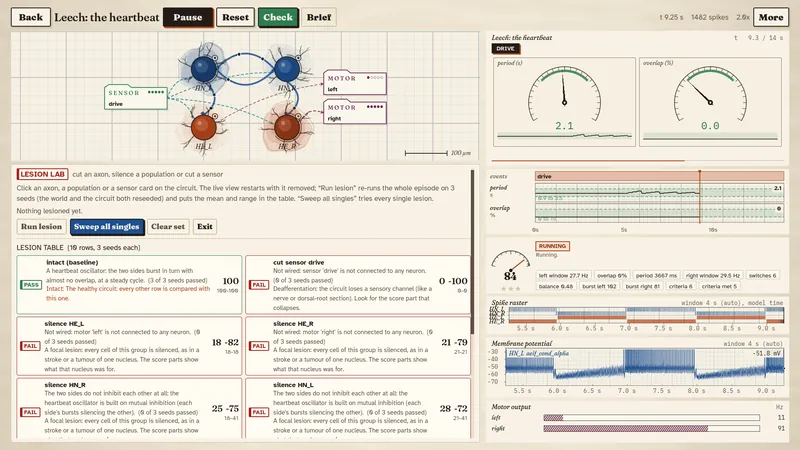 Back Leech: the heartbeat Pause Reset Check Brief
t 9.25 s 1482 spikes 2.0x More
SENSOR
drive
MOTOR
left
MOTOR
right
HE_L
HE_R
100 µm
LESION LAB cut an axon, silence a population or cut a sensor
Click an axon, a population or a sensor card on the circuit. The live view restarts with it removed; “Run lesion” re-runs the whole episode on 3
seeds (the world and the circuit both reseeded) and puts the mean and range in the table. “Sweep all singles” tries every single lesion.
Nothing lesioned yet.
Run lesion Sweep all singles Clear set Exit
LESION TABLE (10 rows, 3 seeds each)
PASS
intact (baseline)
A heartbeat oscillator: the two sides burst in turn with
almost no overlap, at a steady cycle. (3 of 3 seeds passed)
Intact: The healthy circuit: every other row is compared with
this one.
100
100-100
FAIL
cut sensor drive
Not wired: sensor 'drive' is not connected to any neuron.
(0 of 3 seeds passed)
Deafferentation: the circuit loses a sensory channel (like a
nerve or dorsal-root section). Look for the score part that
collapses.
0 -100
0-0
FAIL
silence HE_L
Not wired: motor 'left' is not connected to any neuron. (0
of 3 seeds passed)
A focal lesion: every cell of this group is silenced, as in a
stroke or a tumour of one nucleus. The score parts show
what that nucleus was for.
18 -82
18-18
FAIL
silence HE_R
Not wired: motor 'right' is not connected to any neuron. (0
of 3 seeds passed)
A focal lesion: every cell of this group is silenced, as in a
stroke or a tumour of one nucleus. The score parts show
what that nucleus was for.
21 -79
21-21
FAIL
silence HN_R
The two sides do not inhibit each other at all: the
heartbeat oscillator is built on mutual inhibition (each
side's bursts silencing the other). (0 of 3 seeds passed)
A focal lesion: every cell of this group is silenced, as in a
stroke or a tumour of one nucleus. The score parts show
25 -75
16-41
FAIL
silence HN_L
The two sides do not inhibit each other at all: the
heartbeat oscillator is built on mutual inhibition (each
side's bursts silencing the other). (0 of 3 seeds passed)
A focal lesion: every cell of this group is silenced, as in a
stroke or a tumour of one nucleus. The score parts show
28 -72
21-41
Leech: the heartbeat
t 9.3 / 14 s
DRIVE
period (s)
2.1
overlap (%)
0.0
events drive
period
s
2.1
overlap
%
0
0s 5s 10s
84
RUNNING
RUNNING.
left window 27.7 Hz overlap 0% period 3667 ms right window 29.5 Hz switches 6
balance 0.48 burst left 102 burst right 81 criteria 6 criteria met 5
Spike raster window 4 s (auto), model time
5.5 s 6.0 s 6.5 s 7.0 s 7.5 s 8.0 s 8.5 s 9.0 s
Membrane potential window 4 s (auto)
HN_L aeif_cond_alpha -51.8 mV
-30
-40
-50
-60
-70
5.5 s 6.0 s 6.5 s 7.0 s 7.5 s 8.0 s 8.5 s 9.0 s
Motor output Hz
left 11
right 91